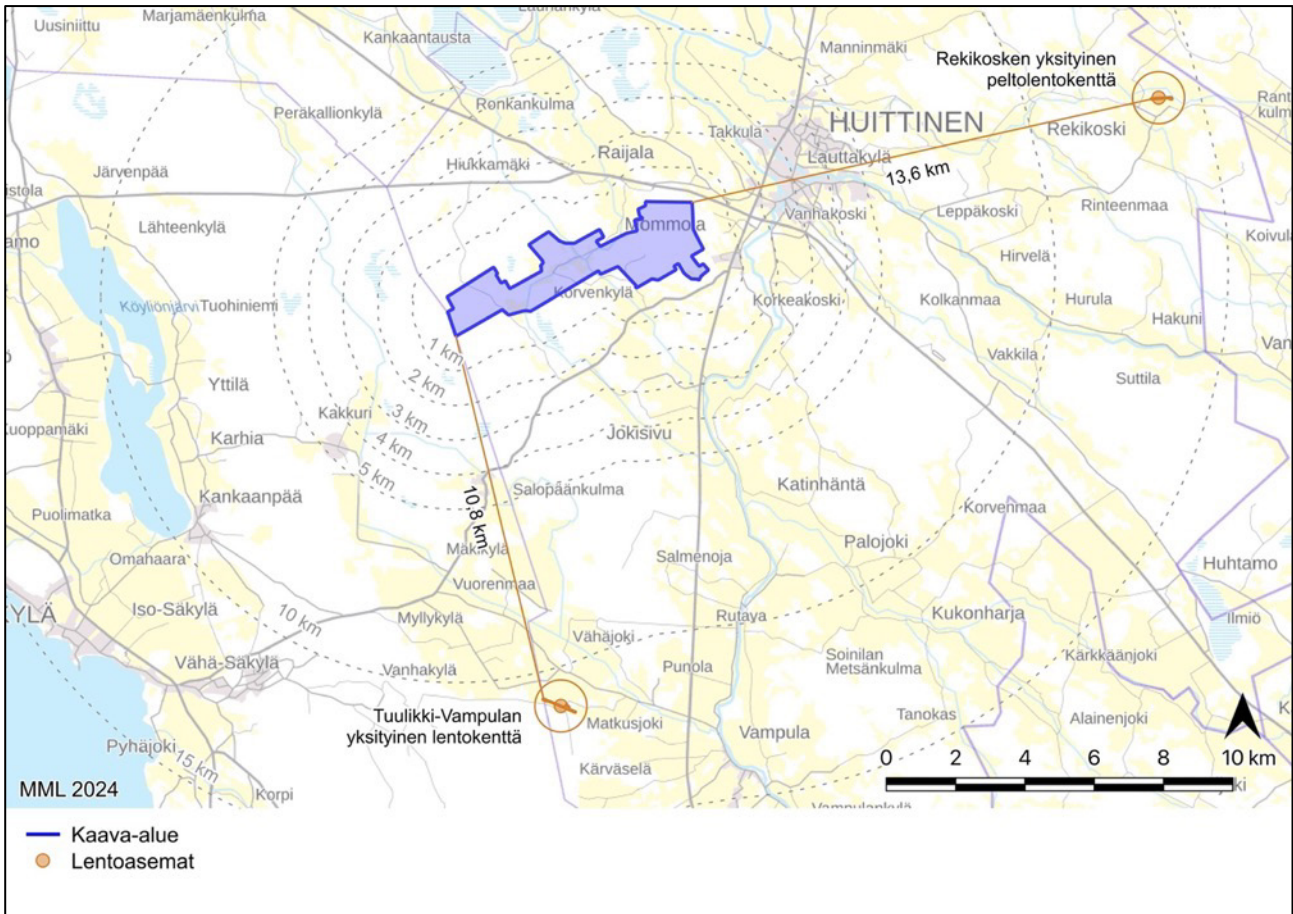 Uusiniittu
Marjamäenkulma
Kankaantausta
Manninmäki
Rekikosken yksityinen
peltolentokenttä
Peräkallionkylä
Ronkankulma
Takkula
HUITTINEN
Rekikoski
Järvenpää
Hiukkamäki
Raijala
Lauttakylä
13,6 km
Lähteenkylä
Mommola
Vanhakoski
Leppäkoski
Rinteenmaa
Hirvelä
Köyliönjärvi
Tuohiniemi
Korvenkylä
Korkeakoski
Kolkanmaa
Hurula
Hakuni
1 km
2 km
3 km
4 km
5 km
Vakkila
Suttila
Yttilä
Kakkuri
Karhia
Jokisivu
Kankaanpää
10,8 km
Salopäänkulma
Katinhäntä
Korvenmaa
Puolimatka
Omahaara
Mäkikylä
Salmenoja
Palojoki
Huhtamo
Vuorenmaa
Iso-Säkylä
10 km
Myllykylä
Rutava
Kukonharja
Ilmiö
Vähäjoki
Vähä-Säkylä
Vanhakylä
Punola
Soinilan
Metsänkulma
Karkkäänjoki
Tuulikki-Vampulan
yksityinen lentokenttä
Matkusjoki
Tanokas
Alainenjoki
Pyhäjoki
15 km
Vampula
Kärväselä
Korpi
0 2 4 6 8 10 km
MML 2024
Kaava-alue
Lentoasemat